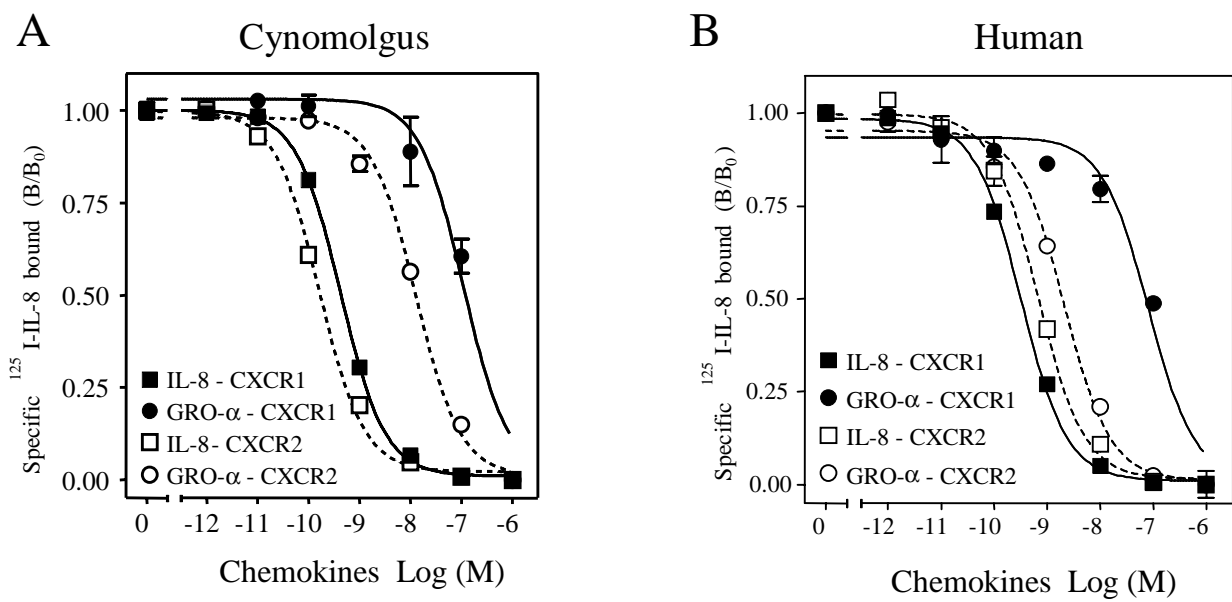 A
Cynomolgus
Specific ¹²⁵I-IL-8 bound (B/B₀)
1.00
0.75
0.50
0.25
0.00
■ IL-8 - CXCR1
● GRO-α - CXCR1
□ IL-8 - CXCR2
○ GRO-α - CXCR2
0 -12 -11 -10 -9 -8 -7 -6
Chemokines Log (M)
B
Human
Specific ¹²⁵I-IL-8 bound (B/B₀)
1.00
0.75
0.50
0.25
0.00
■ IL-8 - CXCR1
● GRO-α - CXCR1
□ IL-8 - CXCR2
○ GRO-α - CXCR2
0 -12 -11 -10 -9 -8 -7 -6
Chemokines Log (M)